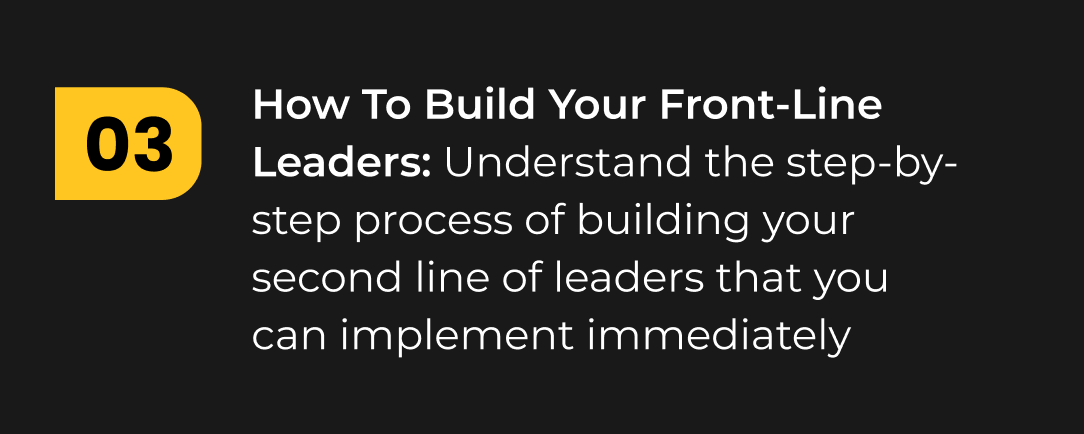 03
How To Build Your Front-Line
Leaders: Understand the step-by-
step process of building your
second line of leaders that you
can implement immediately